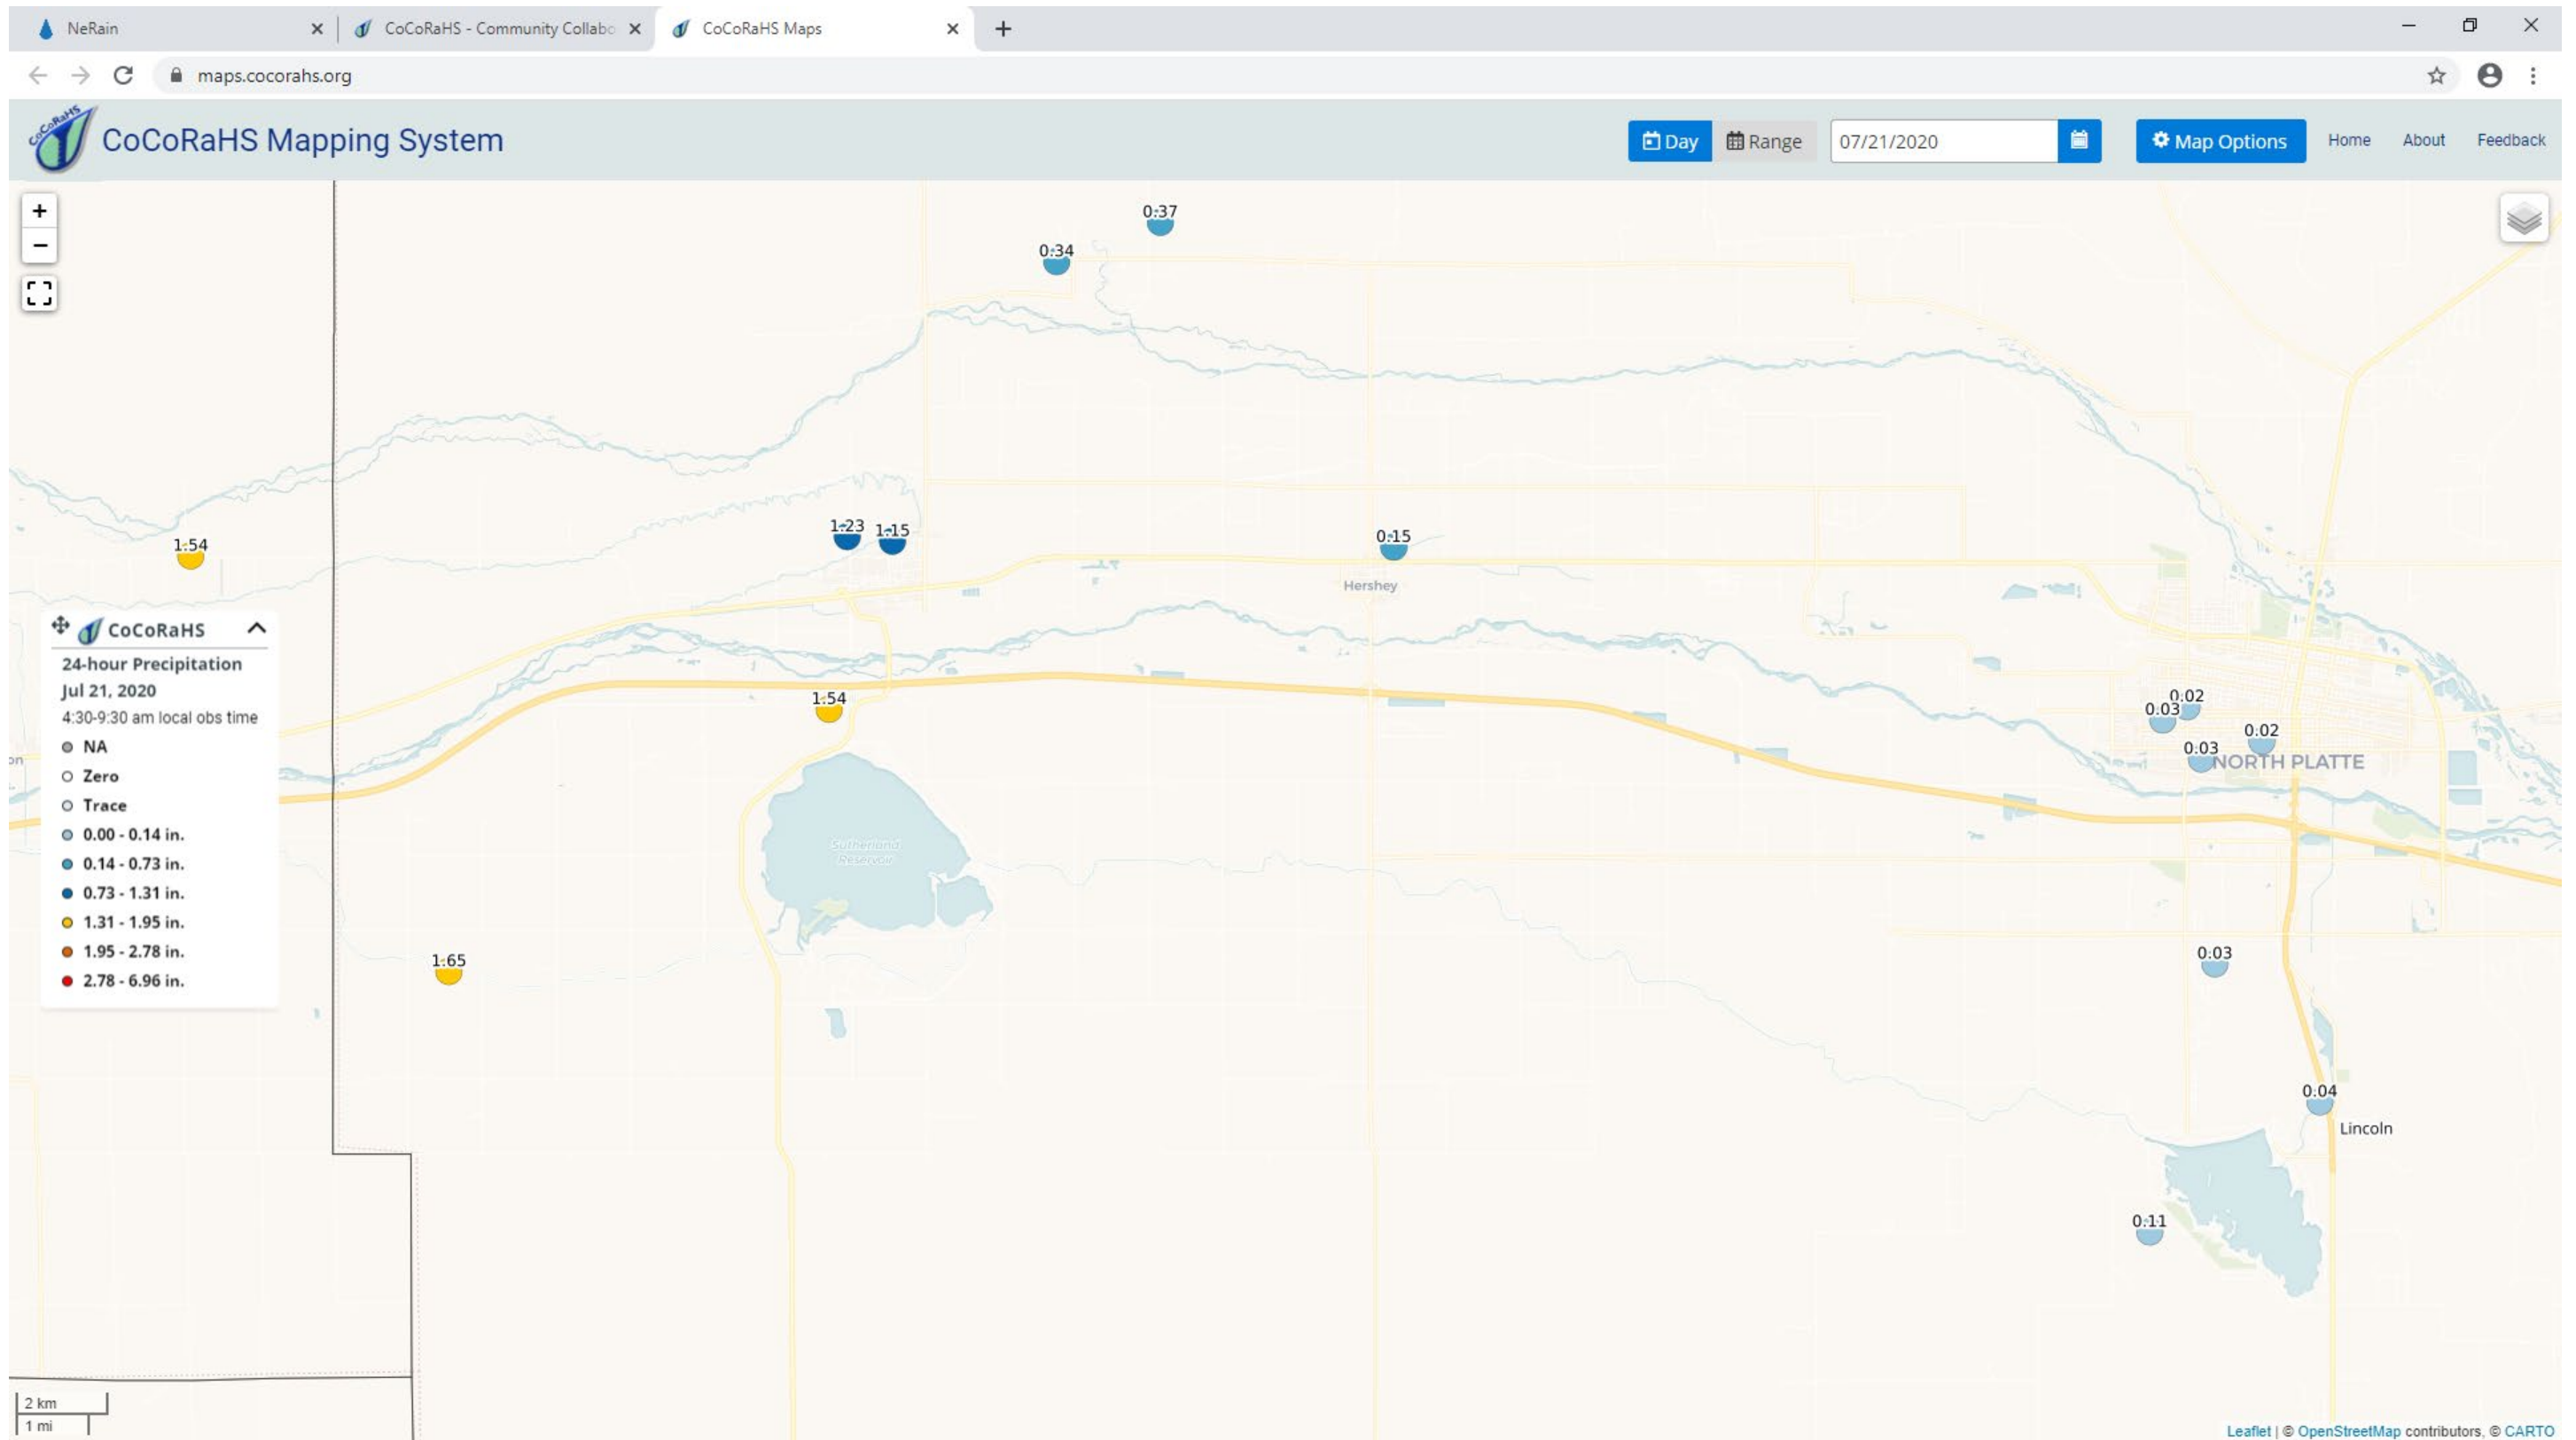 NeRain
CoCoRaHS - Community Collabo
CoCoRaHS Maps
maps.cocorahs.org
CoCoRaHS
CoCoRaHS Mapping System
Day
Range
07/21/2020
Map Options
Home
About
Feedback
+
−
0.37
0.34
1.54
1.23
1.15
0.15
Hershey
1.54
0.02
0.03
0.02
0.03
NORTH PLATTE
Sutherland
Reservoir
1.65
0.03
0.04
Lincoln
0.11
on
CoCoRaHS
24-hour Precipitation
Jul 21, 2020
4:30-9:30 am local obs time
NA
Zero
Trace
0.00 - 0.14 in.
0.14 - 0.73 in.
0.73 - 1.31 in.
1.31 - 1.95 in.
1.95 - 2.78 in.
2.78 - 6.96 in.
2 km
1 mi
Leaflet | © OpenStreetMap contributors, © CARTO